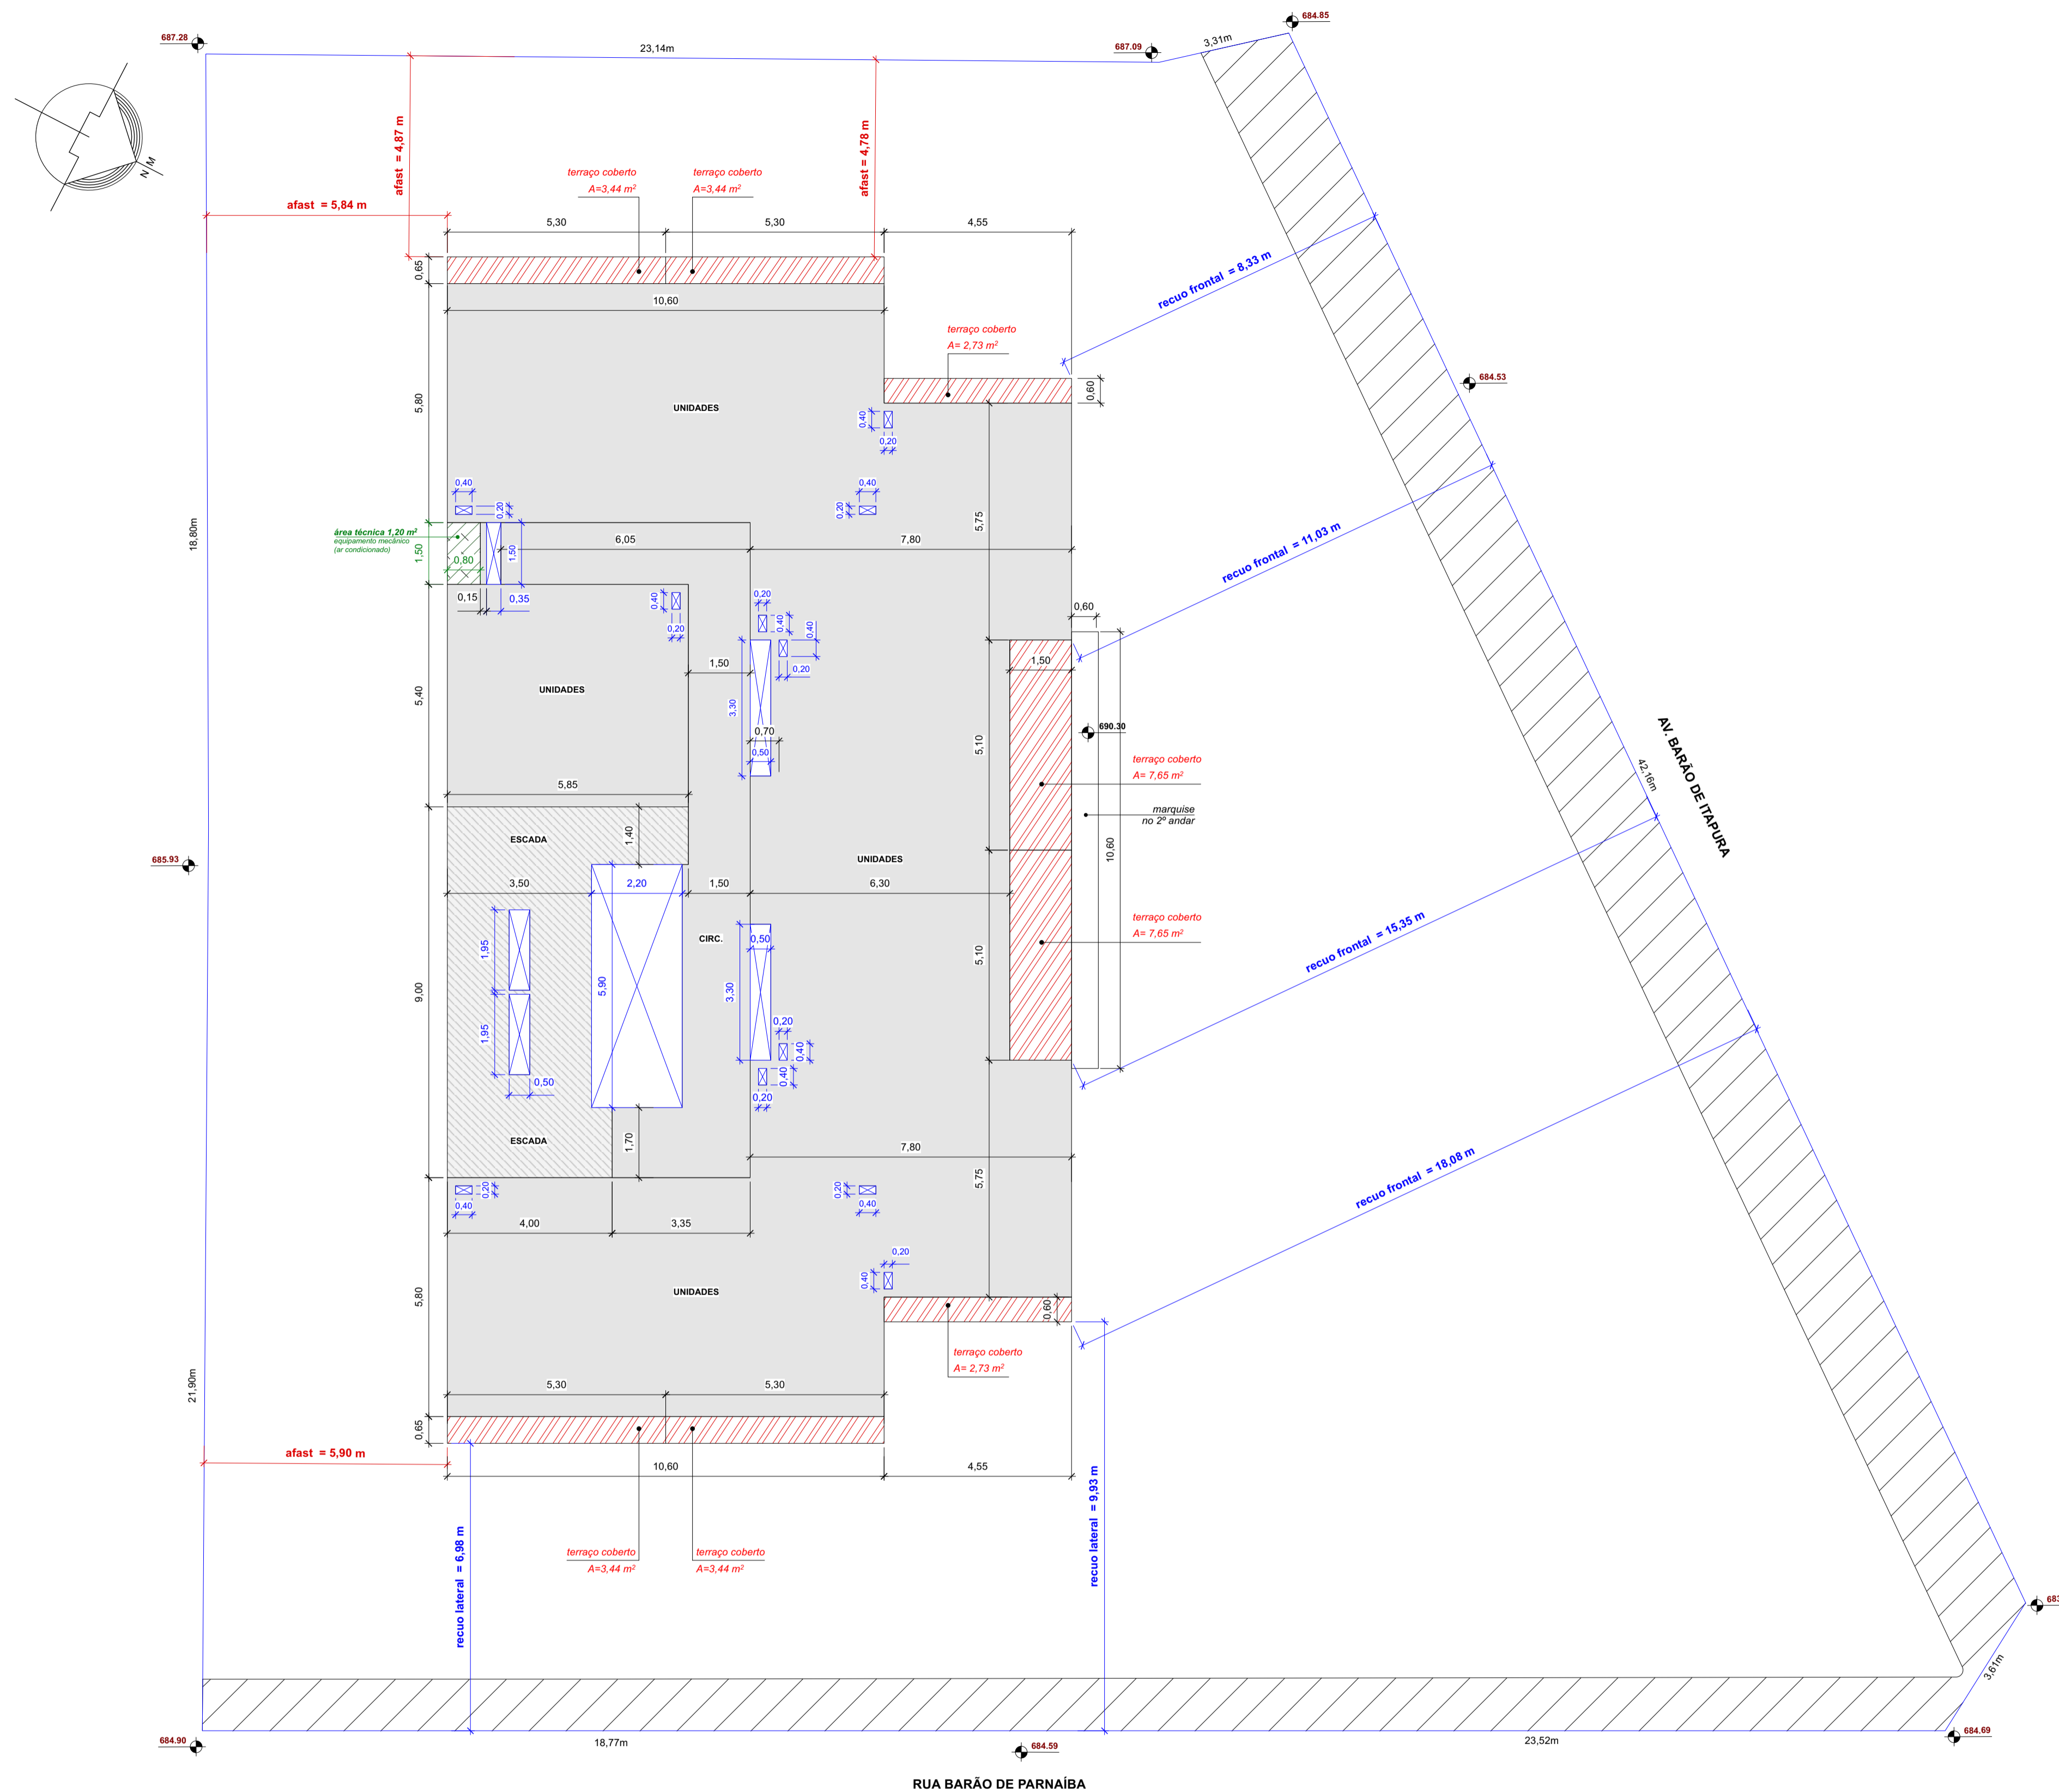 684.85
687.28
23,14m
687.09
3,31m
N
M
afast = 4,87 m
afast = 4,78 m
terraço coberto
A=3,44 m²
terraço coberto
A=3,44 m²
afast = 5,84 m
5,30
5,30
4,55
0,65
recuo frontal = 8,33 m
10,60
terraço coberto
A= 2,73 m²
684.53
0,60
5,80
UNIDADES
0,40
0,20
0,40
0,20
0,40
0,20
18,80m
área técnica 1,20 m²
equipamento mecânico
(ar condicionado)
1,50
0,80
1,50
6,05
7,80
5,75
recuo frontal = 11,03 m
0,15
0,35
0,40
0,20
0,20
0,40
0,40
0,20
0,60
1,50
1,50
UNIDADES
5,40
3,30
0,70
0,50
5,10
690.30
AV. BARÃO DE ITAPURA
42,16m
terraço coberto
A= 7,65 m²
5,85
marquise
no 2º andar
ESCADA
1,40
10,60
685.93
UNIDADES
3,50
2,20
1,50
6,30
terraço coberto
A= 7,65 m²
recuo frontal = 15,35 m
1,95
CIRC.
0,50
5,10
9,00
5,90
3,30
1,95
0,20
0,40
0,50
0,40
0,20
ESCADA
1,70
7,80
5,75
recuo frontal = 18,08 m
0,20
0,40
0,20
0,40
4,00
3,35
0,20
0,40
5,80
UNIDADES
0,60
terraço coberto
A= 2,73 m²
21,90m
5,30
5,30
0,65
afast = 5,90 m
10,60
4,55
recuo lateral = 9,93 m
recuo lateral = 6,98 m
terraço coberto
A=3,44 m²
terraço coberto
A=3,44 m²
683
3,61m
684.90
18,77m
684.59
23,52m
684.69
RUA BARÃO DE PARNAÍBA